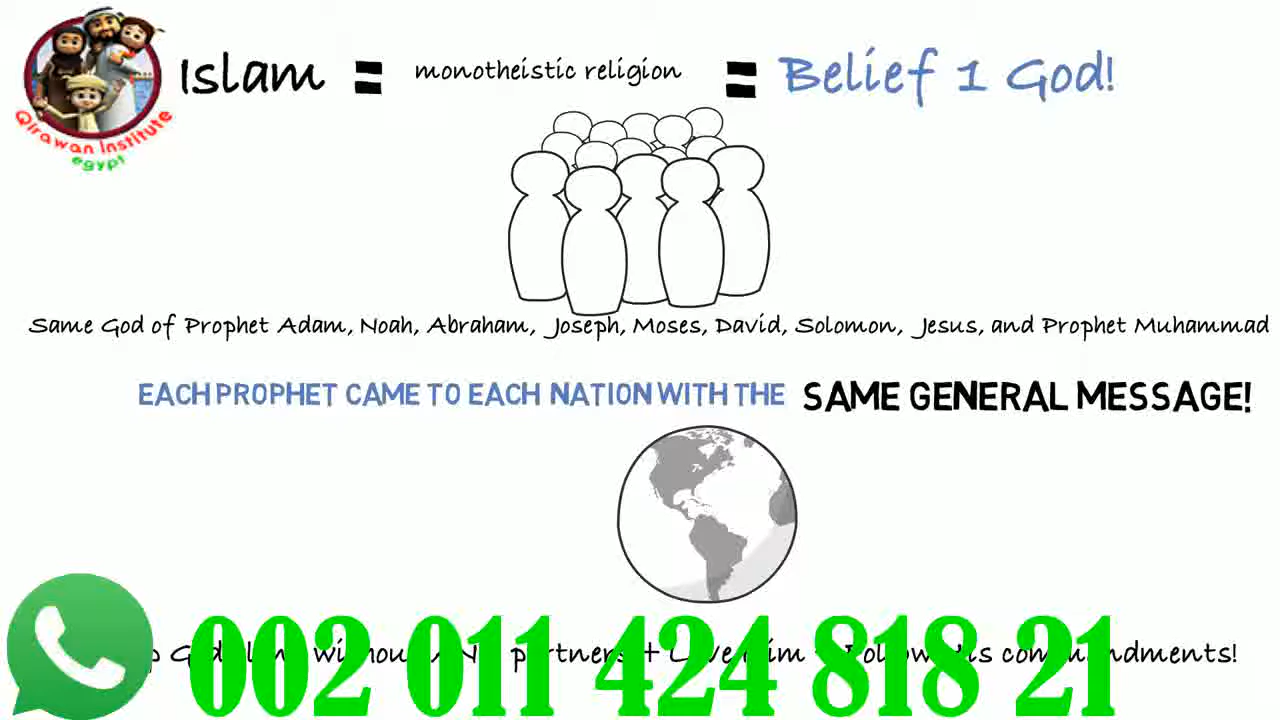 Islam = monotheistic religion = Belief 1 God!
Qirawan Institute
egypt
Same God of Prophet Adam, Noah, Abraham, Joseph, Moses, David, Solomon, Jesus, and Prophet Muhammad
EACH PROPHET CAME TO EACH NATION WITH THE SAME GENERAL MESSAGE!
002 011 424 818 21
partners + commandments!